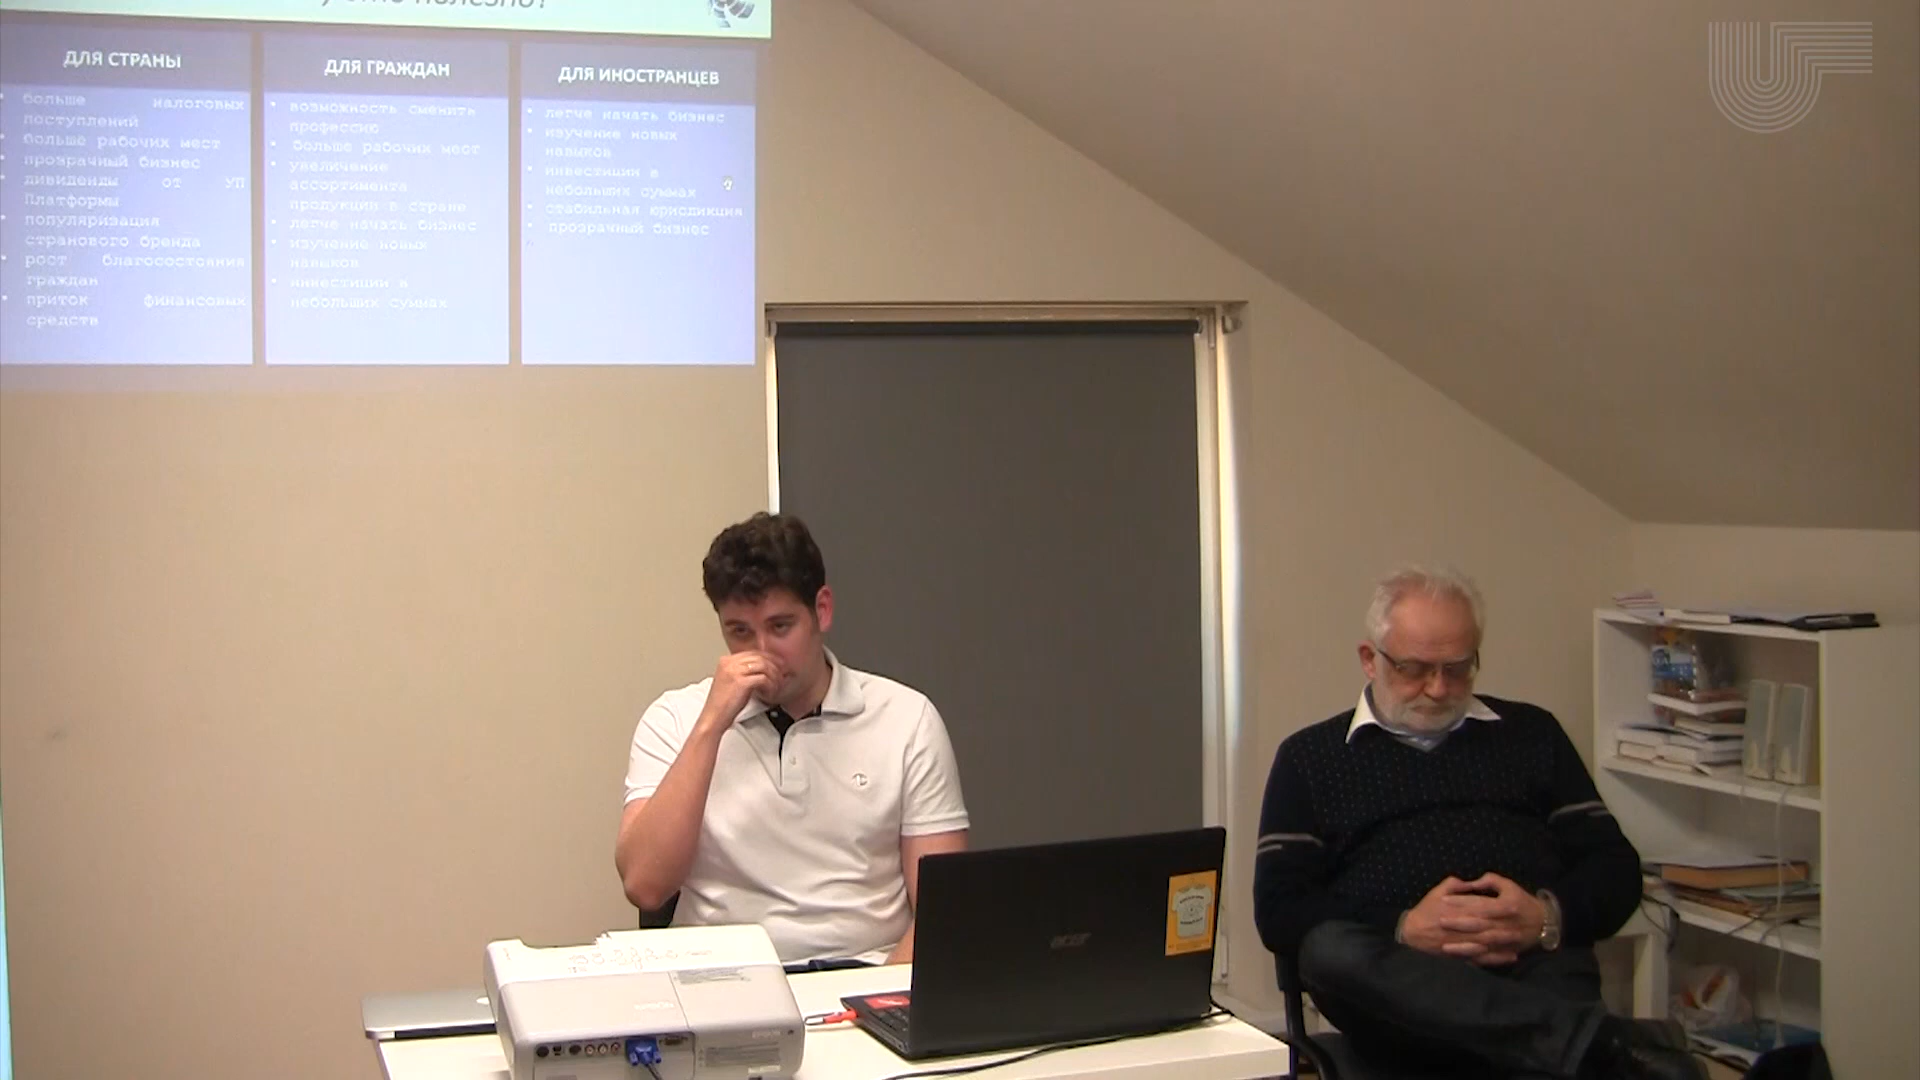 это полезно?
ДЛЯ СТРАНЫ
больше налоговых
поступлений
больше рабочих мест
прозрачный бизнес
дивиденды от УП
Платформы
популяризация
странового бренда
рост благосостояния
граждан
приток финансовых
средств
ДЛЯ ГРАЖДАН
возможность сменить
профессию
больше рабочих мест
увеличение
ассортимента
продукции в стране
легче начать бизнес
изучение новых
навыков
инвестиции в
небольших суммах
ДЛЯ ИНОСТРАНЦЕВ
легче начать бизнес
изучение новых
навыков
инвестиции в
небольших суммах
стабильная юрисдикция
прозрачный бизнес
acer